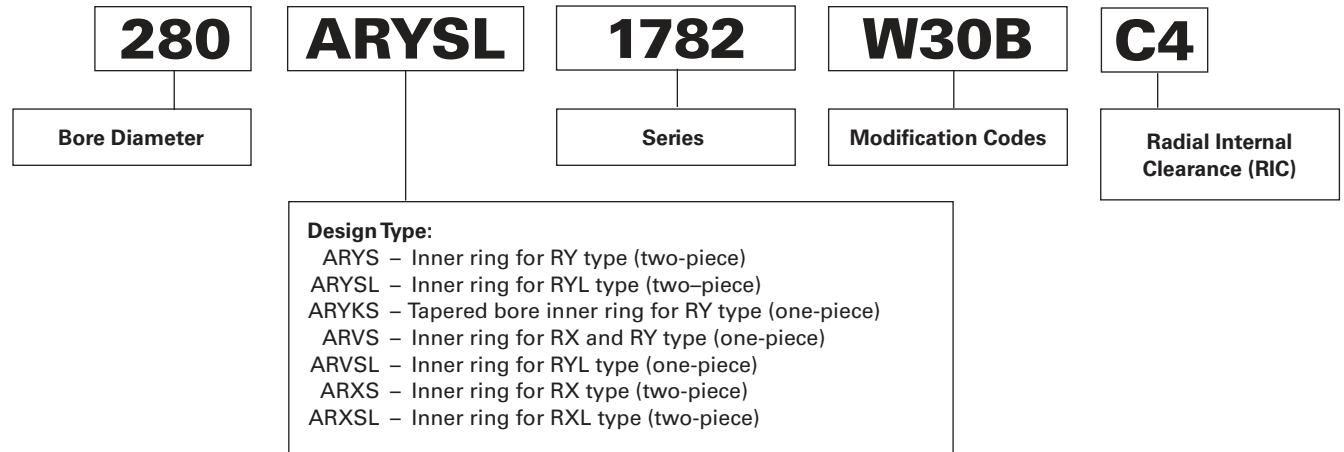 280 ARYSL 1782 W30B C4
Bore Diameter
Series
Modification Codes
Radial Internal
Clearance (RIC)
Design Type:
ARYS – Inner ring for RY type (two-piece)
ARYSL – Inner ring for RYL type (two–piece)
ARYKS – Tapered bore inner ring for RY type (one-piece)
ARVS – Inner ring for RX and RY type (one-piece)
ARVSL – Inner ring for RYL type (one-piece)
ARXS – Inner ring for RX type (two-piece)
ARXSL – Inner ring for RXL type (two-piece)